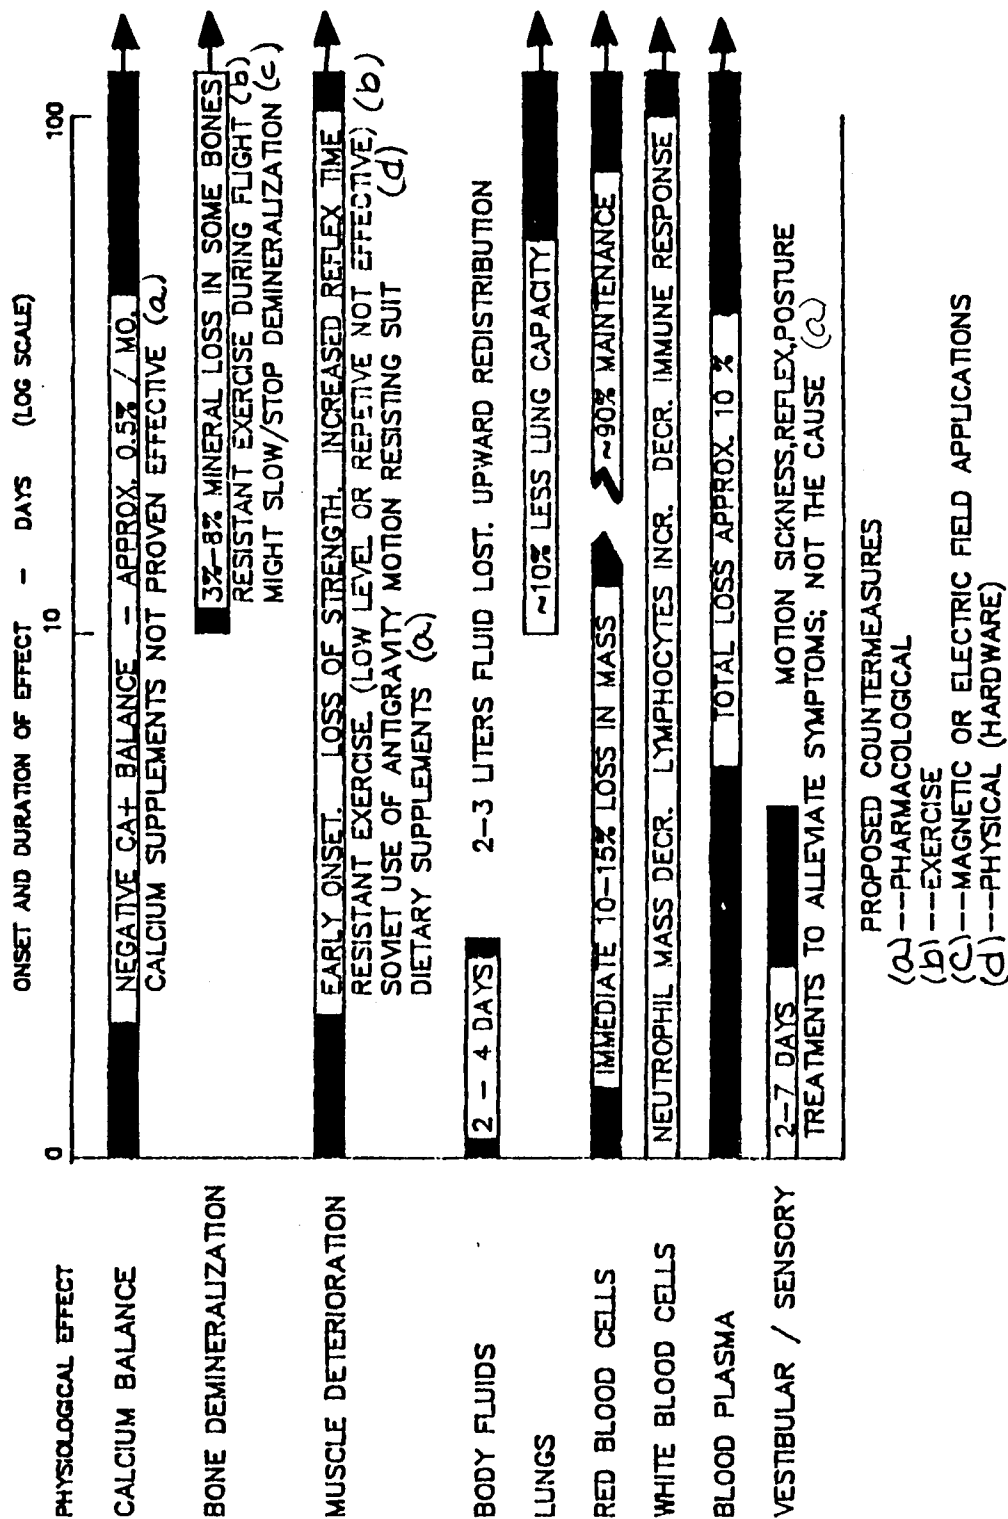 ONSET AND DURATION OF EFFECT - DAYS (LOG SCALE)
PHYSIOLOGICAL EFFECT
0 10 100
CALCIUM BALANCE
NEGATIVE CA+ BALANCE - APPROX. 0.5% / MO.
CALCIUM SUPPLEMENTS NOT PROVEN EFFECTIVE (a)
BONE DEMINERALIZATION
3%-8% MINERAL LOSS IN SOME BONES
RESISTANT EXERCISE DURING FLIGHT (b)
MIGHT SLOW/STOP DEMINERALIZATION (c)
MUSCLE DETERIORATION
EARLY ONSET. LOSS OF STRENGTH. INCREASED REFLEX TIME
RESISTANT EXERCISE. (LOW LEVEL OR REPETIVE NOT EFFECTIVE) (b)
SOVIET USE OF ANTIGRAVITY MOTION RESISTING SUIT (d)
DIETARY SUPPLEMENTS (a)
BODY FLUIDS
2 - 4 DAYS
2-3 LITERS FLUID LOST. UPWARD REDISTRIBUTION
LUNGS
~10% LESS LUNG CAPACITY
RED BLOOD CELLS
IMMEDIATE 10-15% LOSS IN MASS
~90% MAINTENANCE
WHITE BLOOD CELLS
NEUTROPHIL MASS DECR. LYMPHOCYTES INCR. DECR. IMMUNE RESPONSE
BLOOD PLASMA
TOTAL LOSS APPROX. 10 %
VESTIBULAR / SENSORY
2-7 DAYS
MOTION SICKNESS,REFLEX,POSTURE
TREATMENTS TO ALLEVIATE SYMPTOMS; NOT THE CAUSE (a)
PROPOSED COUNTERMEASURES
(a)--PHARMACOLOGICAL
(b)--EXERCISE
(c)--MAGNETIC OR ELECTRIC FIELD APPLICATIONS
(d)--PHYSICAL (HARDWARE)